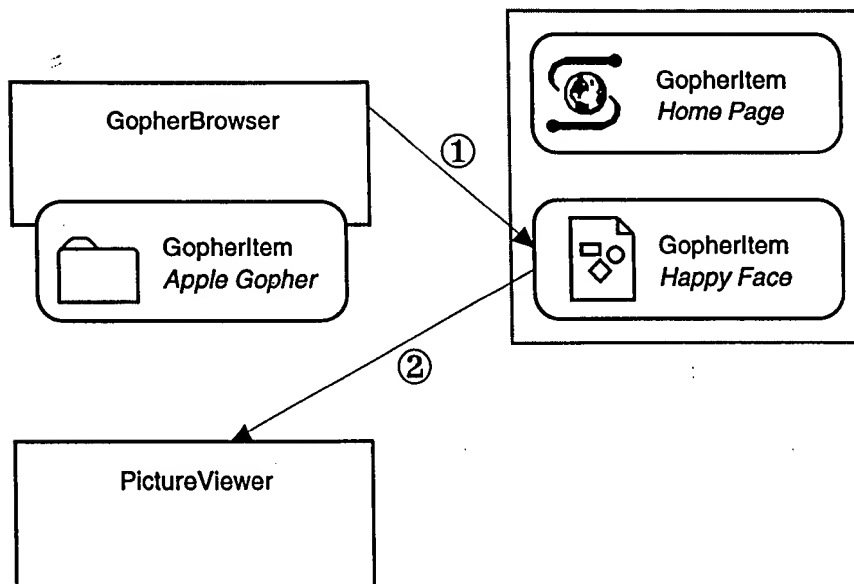 GopherBrowser
GopherItem
Apple Gopher
①
GopherItem
Home Page
GopherItem
Happy Face
②
PictureViewer